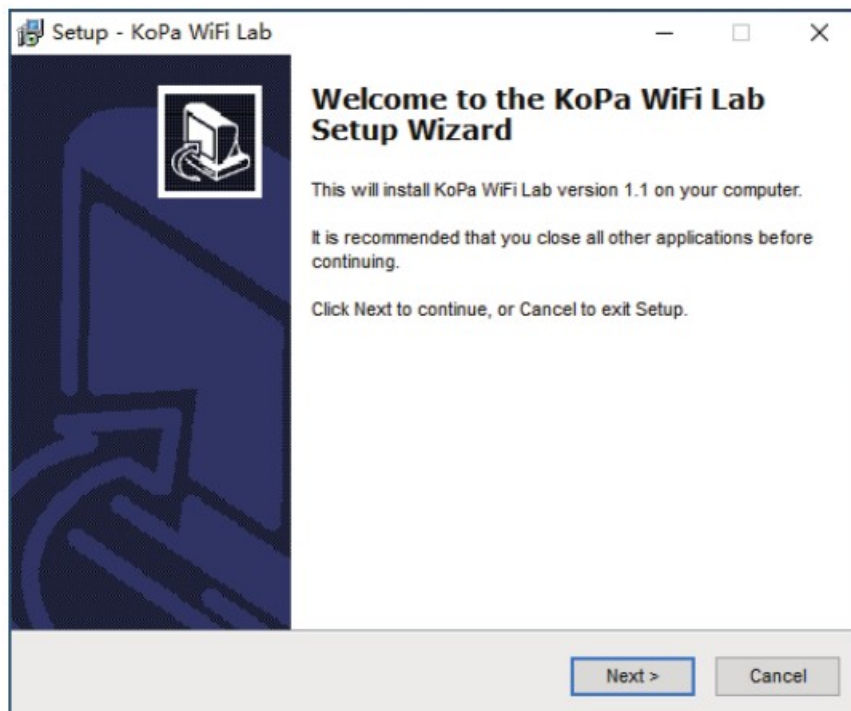 Setup - KoPa WiFi Lab
Welcome to the KoPa WiFi Lab
Setup Wizard
This will install KoPa WiFi Lab version 1.1 on your computer.
It is recommended that you close all other applications before
continuing.
Click Next to continue, or Cancel to exit Setup.
Next >
Cancel